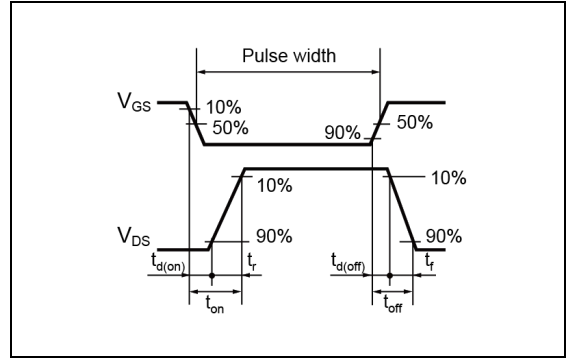 Pulse width
VGS
10%
50%
90%
50%
10%
10%
VDS
90%
90%
td(on)
tr
td(off)
tf
ton
toff